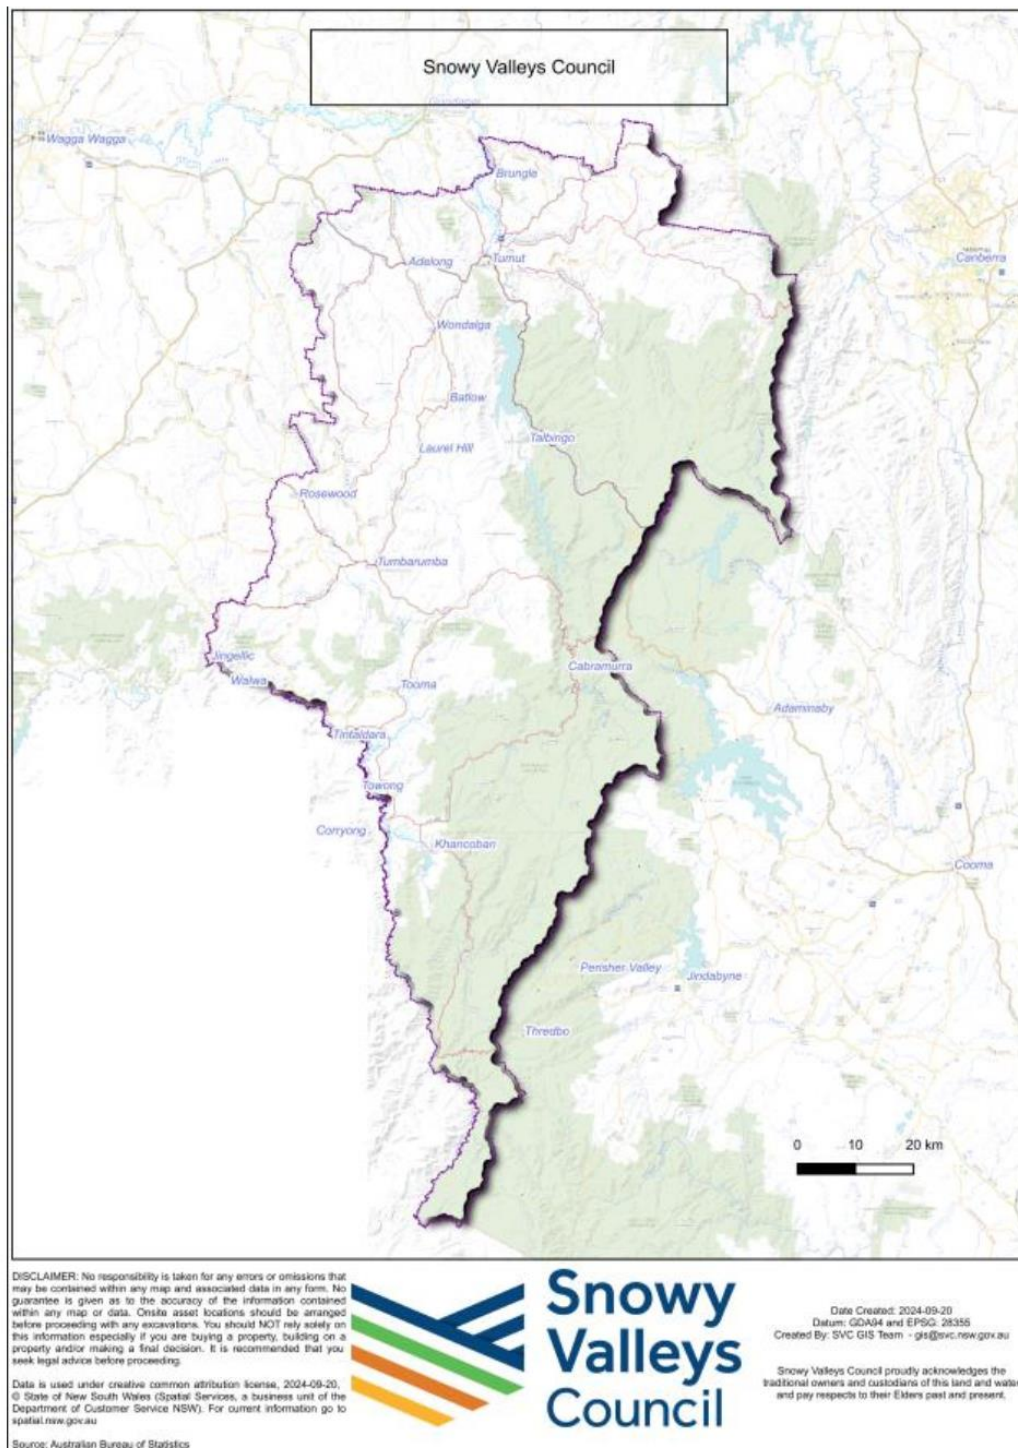 Snowy Valleys Council
Wagga Wagga
Brungle
Canberra
Adelong
Tumut
Wondalga
Batlow
Talbingo
Laurel Hill
Rosewood
Tumbarumba
Jingellic
Walwa
Cabramurra
Tooma
Adaminaby
Tintaldara
Towong
Corryong
Khancoban
Cooma
Perisher Valley
Jindabyne
Thredbo
0 10 20 km
DISCLAIMER: No responsibility is taken for any errors or omissions that
may be contained within any map and associated data in any form. No
guarantee is given as to the accuracy of the information contained
within any map or data. Onsite asset locations should be arranged
before proceeding with any excavations. You should NOT rely solely on
this information especially if you are buying a property, building on a
property and/or making a final decision. It is recommended that you
seek legal advice before proceeding.
Data is used under creative common attribution license, 2024-09-20,
© State of New South Wales (Spatial Services, a business unit of the
Department of Customer Service NSW). For current information go to
spatial.nsw.gov.au
Source: Australian Bureau of Statistics
Snowy
Valleys
Council
Date Created: 2024-09-20
Datum: GDA94 and EPSG: 28355
Created By: SVC GIS Team - gis@svc.nsw.gov.au
Snowy Valleys Council proudly acknowledges the
traditional owners and custodians of this land and water
and pay respects to their Elders past and present.